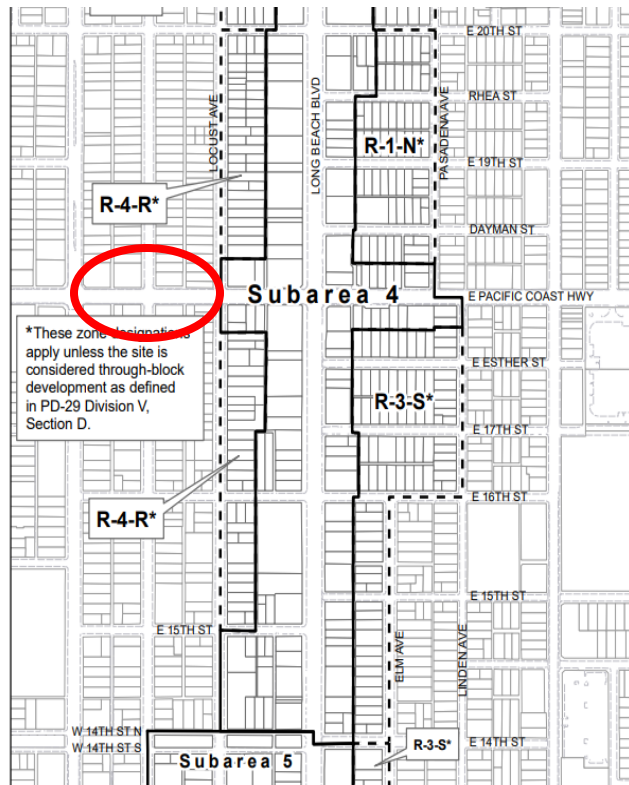 E 20TH ST
LOCUST AVE
LONG BEACH BLVD
PASADENA AVE
RHEA ST
R-1-N*
E 19TH ST
R-4-R*
DAYMAN ST
Subarea 4
E PACIFIC COAST HWY
*These zone designations
apply unless the site is
considered through-block
development as defined
in PD-29 Division V,
Section D.
E ESTHER ST
R-3-S*
E 17TH ST
E 16TH ST
R-4-R*
E 15TH ST
E 15TH ST
ELM AVE
LINDEN AVE
W 14TH ST N
W 14TH ST S
R-3-S*
E 14TH ST
Subarea 5